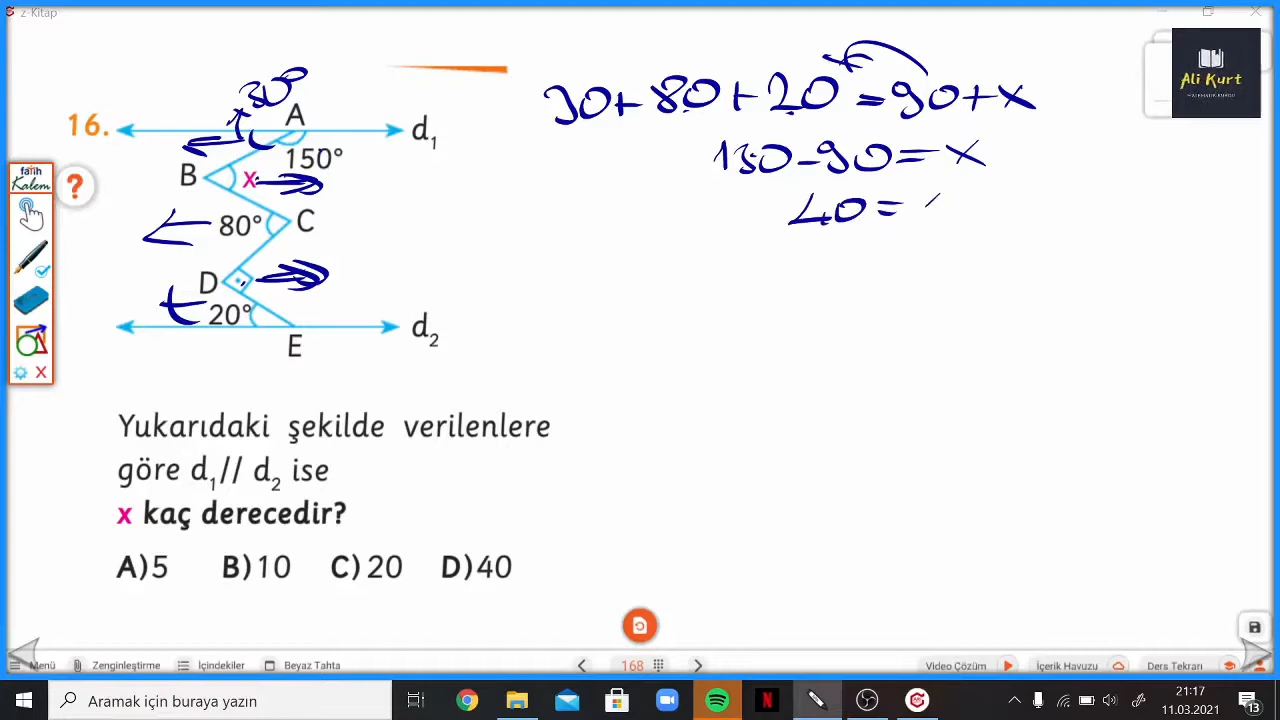 z-Kitap
Ali Kurt
30°
30+80+20=90+x
130-90=x
40=
16.
A
d1
150°
B
x
80°
C
D
20°
d2
E
fatih
Kalem
?
Yukarıdaki şekilde verilenlere
göre d1// d2 ise
x kaç derecedir?
A)5 B)10 C)20 D)40
Menü Zenginleştirme İçindekiler Beyaz Tahta 168 Video Çözüm İçerik Havuzu Ders Tekrarı
Aramak için buraya yazın
21:17
11.03.2021
13